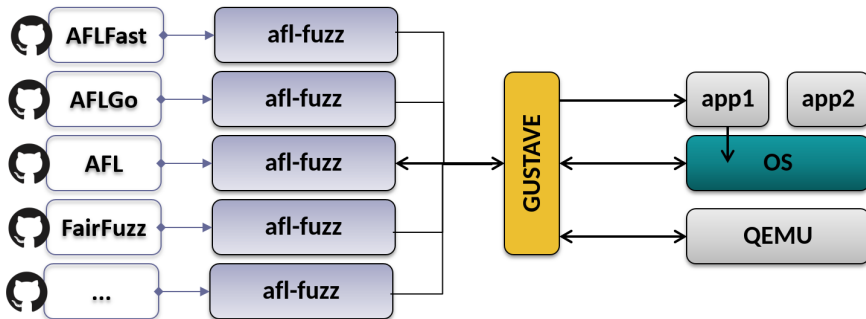 AFLFast
afl-fuzz
AFLGo
afl-fuzz
app1
app2
AFL
afl-fuzz
GUSTAVE
OS
FairFuzz
afl-fuzz
QEMU
...
afl-fuzz